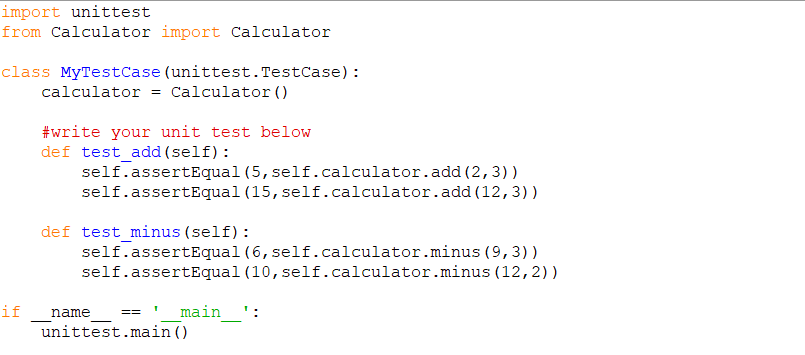 import unittest
from Calculator import Calculator
class MyTestCase(unittest.TestCase):
    calculator = Calculator()
    #write your unit test below
    def test_add(self):
        self.assertEqual(5,self.calculator.add(2,3))
        self.assertEqual(15,self.calculator.add(12,3))
    def test_minus(self):
        self.assertEqual(6,self.calculator.minus(9,3))
        self.assertEqual(10,self.calculator.minus(12,2))
if __name__ == '__main__':
    unittest.main()